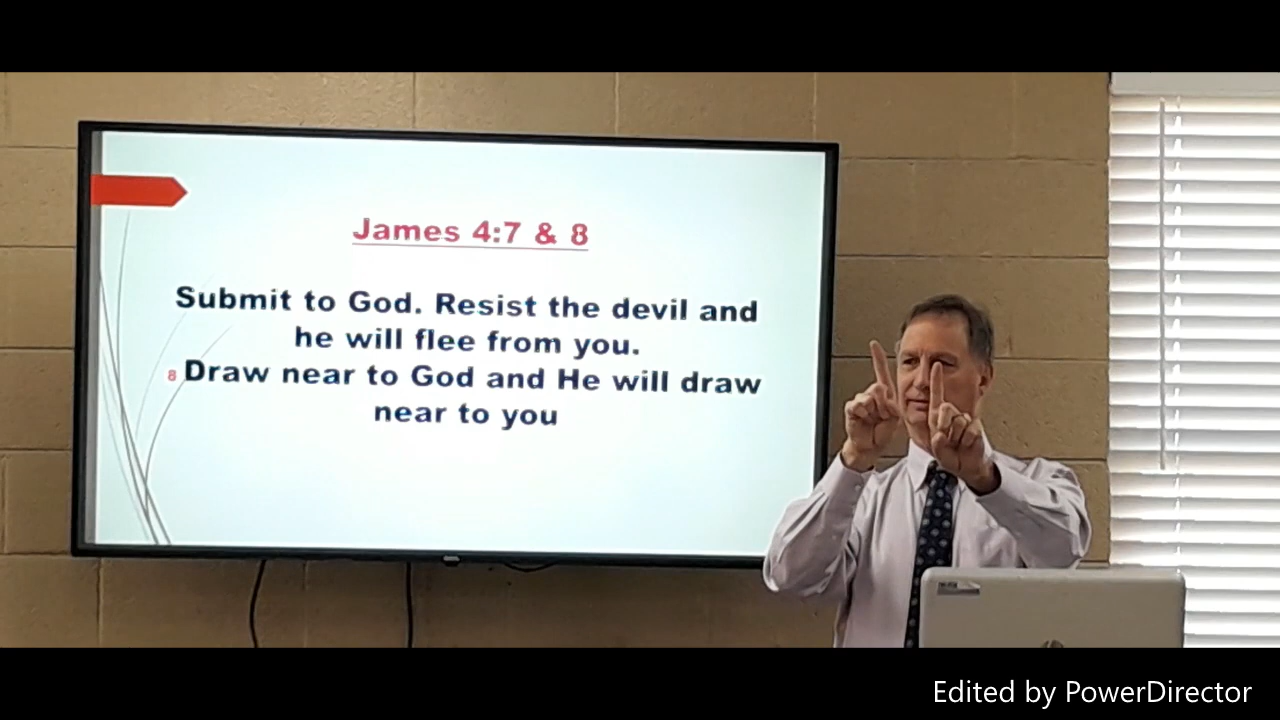 James 4:7 & 8
Submit to God. Resist the devil and
he will flee from you.
8 Draw near to God and He will draw
near to you
Edited by PowerDirector